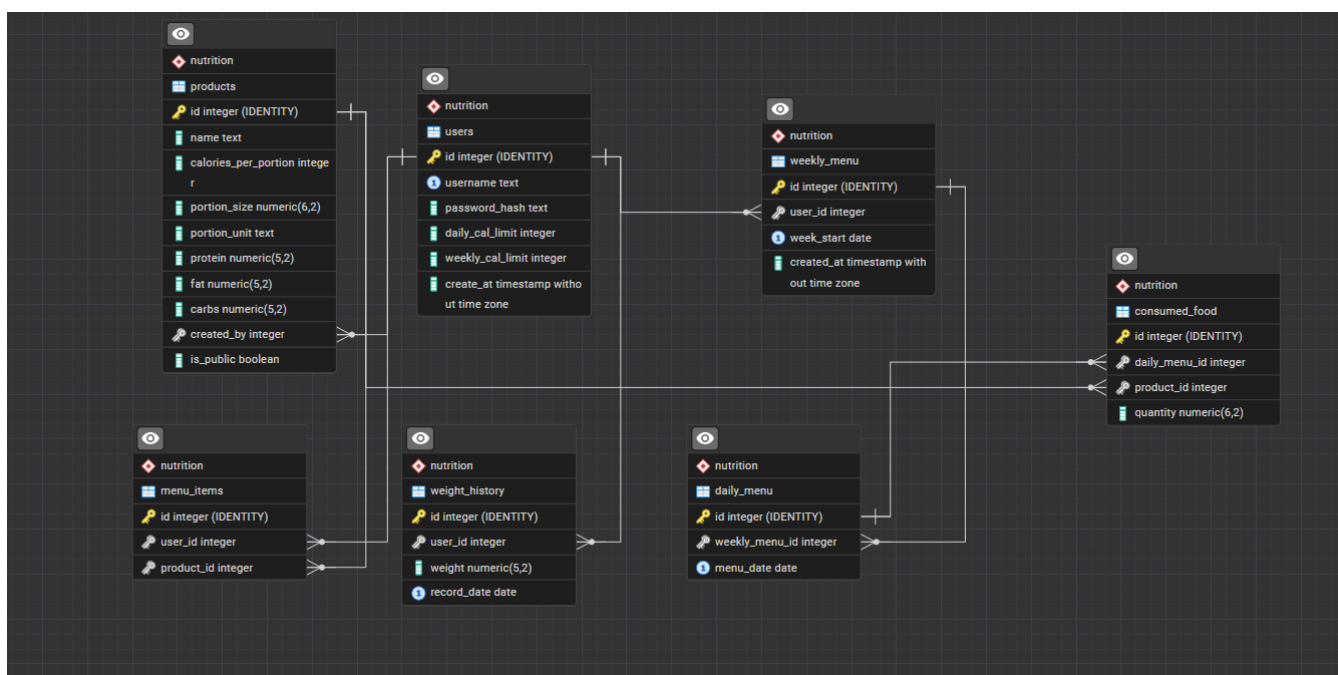 nutrition
products
id integer (IDENTITY)
name text
calories_per_portion intege
r
portion_size numeric(6,2)
portion_unit text
protein numeric(5,2)
fat numeric(5,2)
carbs numeric(5,2)
created_by integer
is_public boolean
nutrition
users
id integer (IDENTITY)
username text
password_hash text
daily_cal_limit integer
weekly_cal_limit integer
create_at timestamp witho
ut time zone
nutrition
weekly_menu
id integer (IDENTITY)
user_id integer
week_start date
created_at timestamp with
out time zone
nutrition
consumed_food
id integer (IDENTITY)
daily_menu_id integer
product_id integer
quantity numeric(6,2)
nutrition
menu_items
id integer (IDENTITY)
user_id integer
product_id integer
nutrition
weight_history
id integer (IDENTITY)
user_id integer
weight numeric(5,2)
record_date date
nutrition
daily_menu
id integer (IDENTITY)
weekly_menu_id integer
menu_date date